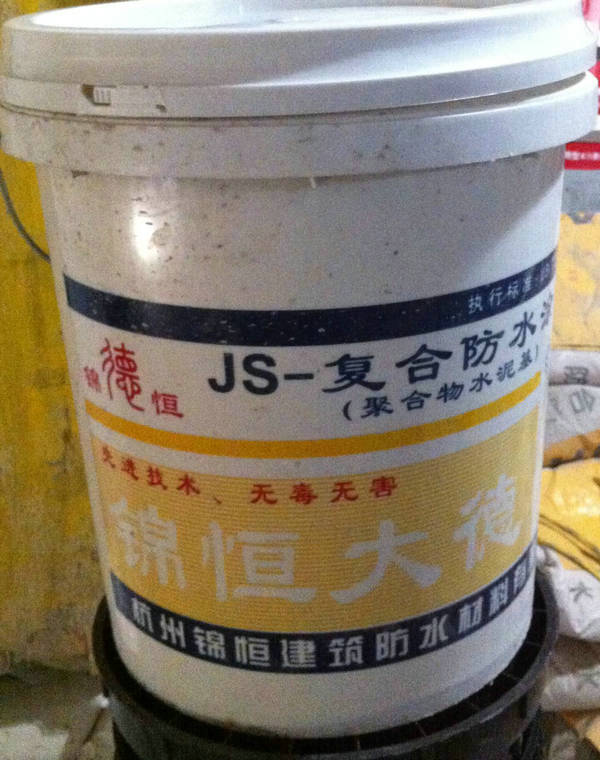 执行标准
锦德恒
JS-复合防水涂
(聚合物水泥基)
先进技术、无毒无害
锦恒大德
杭州锦恒建筑防水材料有